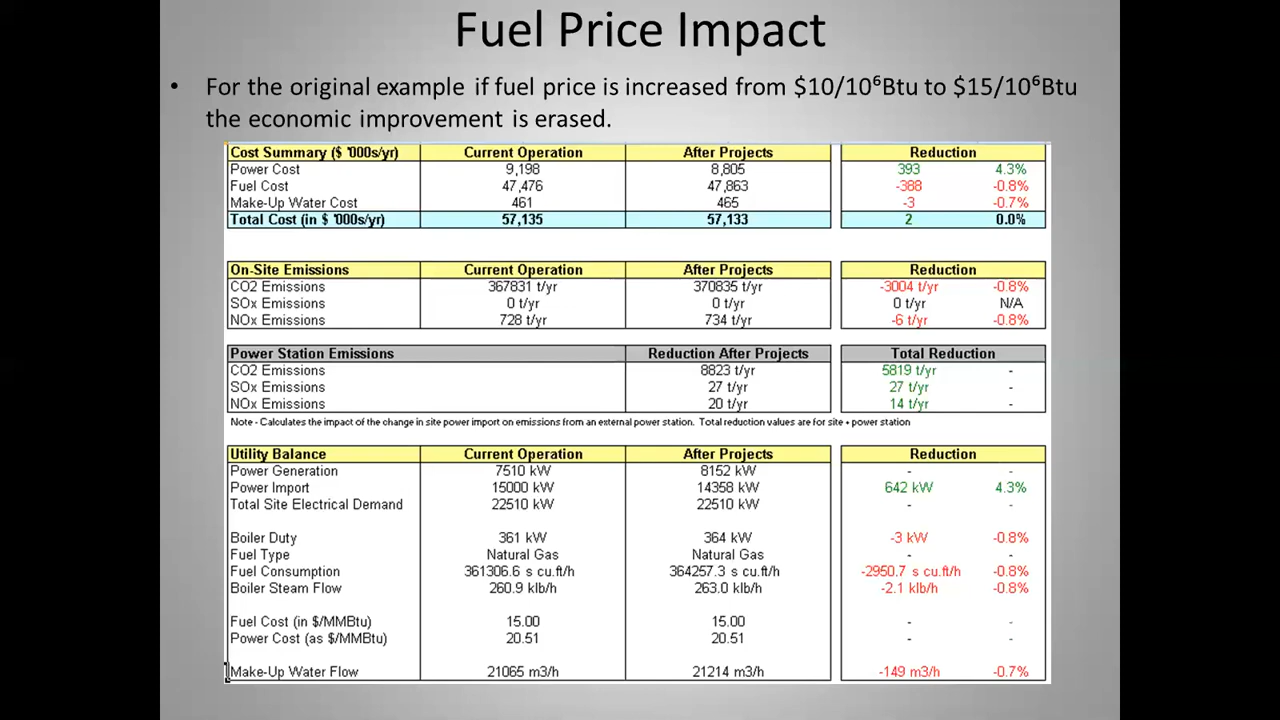 Fuel Price Impact
• For the original example if fuel price is increased from $10/10⁶Btu to $15/10⁶Btu
the economic improvement is erased.
Cost Summary ($ '000s/yr) Current Operation After Projects Reduction
Power Cost 9,198 8,805 393 4.3%
Fuel Cost 47,476 47,863 -388 -0.8%
Make-Up Water Cost 461 465 -3 -0.7%
Total Cost (in $ '000s/yr) 57,135 57,133 2 0.0%
On-Site Emissions Current Operation After Projects Reduction
CO2 Emissions 367831 t/yr 370835 t/yr -3004 t/yr -0.8%
SOx Emissions 0 t/yr 0 t/yr 0 t/yr N/A
NOx Emissions 728 t/yr 734 t/yr -6 t/yr -0.8%
Power Station Emissions Reduction After Projects Total Reduction
CO2 Emissions 8823 t/yr 5819 t/yr -
SOx Emissions 27 t/yr 27 t/yr -
NOx Emissions 20 t/yr 14 t/yr -
Note - Calculates the impact of the change in site power import on emissions from an external power station. Total reduction values are for site + power station
Utility Balance Current Operation After Projects Reduction
Power Generation 7510 kW 8152 kW - -
Power Import 15000 kW 14358 kW 642 kW 4.3%
Total Site Electrical Demand 22510 kW 22510 kW - -
Boiler Duty 361 kW 364 kW -3 kW -0.8%
Fuel Type Natural Gas Natural Gas - -
Fuel Consumption 361306.6 s cu.ft/h 364257.3 s cu.ft/h -2950.7 s cu.ft/h -0.8%
Boiler Steam Flow 260.9 klb/h 263.0 klb/h -2.1 klb/h -0.8%
Fuel Cost (in $/MMBtu) 15.00 15.00 - -
Power Cost (as $/MMBtu) 20.51 20.51 - -
Make-Up Water Flow 21065 m3/h 21214 m3/h -149 m3/h -0.7%